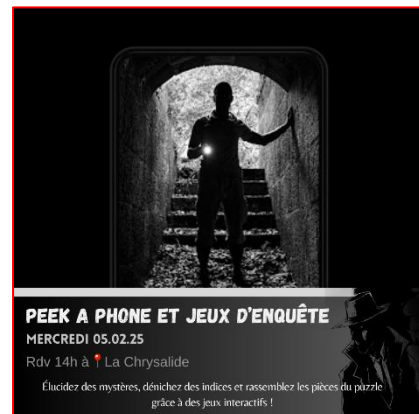 PEEK A PHONE ET JEUX D'ENQUÊTE
MERCREDI 05.02.25
Rdv 14h à 📍La Chrysalide
Élucidez des mystères, dénichez des indices et rassemblez les pièces du puzzle
grâce à des jeux interactifs !